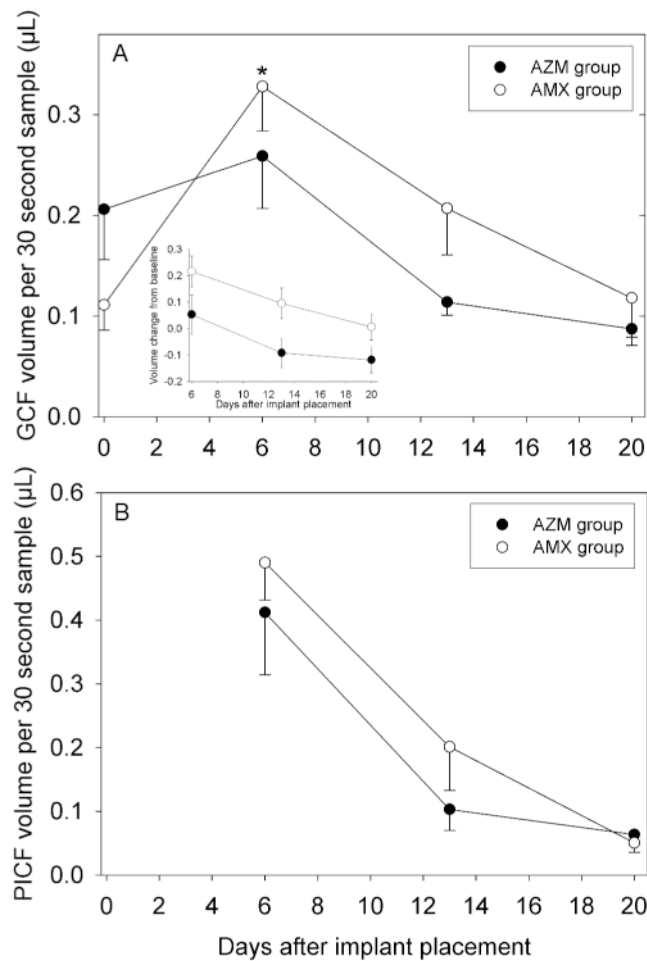 A
*
AZM group
AMX group
GCF volume per 30 second sample (µL)
0.3
0.2
0.1
0.0
Volume change from baseline
0.3
0.2
0.1
0.0
-0.1
-0.2
6 8 10 12 14 16 18 20
Days after implant placement
0 2 4 6 8 10 12 14 16 18 20
B
AZM group
AMX group
PICF volume per 30 second sample (µL)
0.6
0.5
0.4
0.3
0.2
0.1
0.0
0 2 4 6 8 10 12 14 16 18 20
Days after implant placement